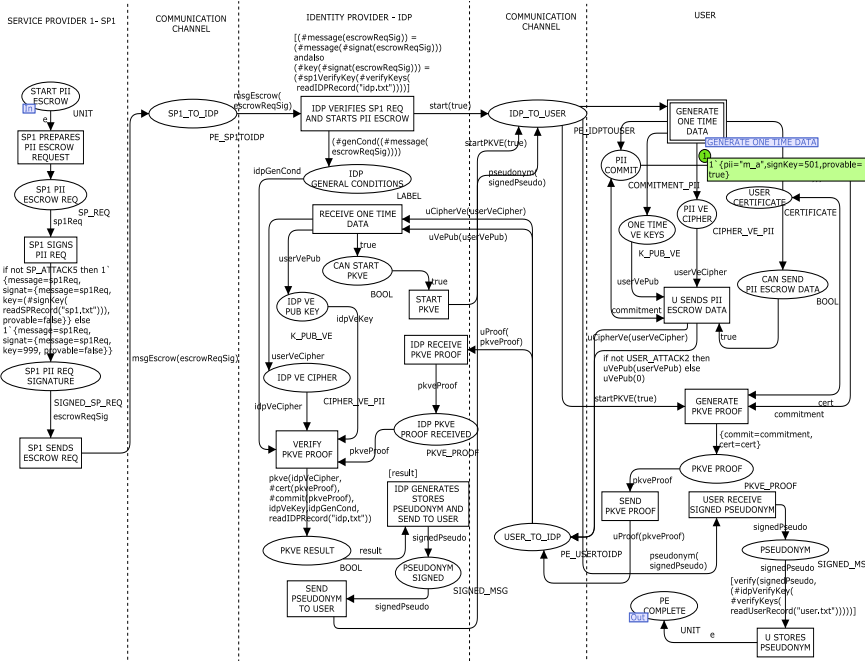 SERVICE PROVIDER 1- SP1
COMMUNICATION
CHANNEL
IDENTITY PROVIDER - IDP
COMMUNICATION
CHANNEL
USER
START PII
ESCROW
In
UNIT
e
SP1 PREPARES
PII ESCROW
REQUEST
SP1 PII
ESCROW REQ
SP_REQ
sp1Req
SP1 SIGNS
PII REQ
if not SP_ATTACK5 then 1`
{message=sp1Req,
signat={message=sp1Req,
key=(#signKey(
readSPRecord("sp1,txt"))),
provable=false}} else
1`{message=sp1Req,
signat={message=sp1Req,
key=999, provable=false}}
SP1 PII REQ
SIGNATURE
SIGNED_SP_REQ
escrowReqSig
SP1 SENDS
ESCROW REQ
msgEscrow(escrowReqSig)
SP1_TO_IDP
PE_SP1TOIDP
msgEscrow(
escrowReqSig)
[(#message(escrowReqSig)) =
(#message(#signat(escrowReqSig)))
andalso
(#key(#signat(escrowReqSig))) =
(#sp1VerifyKey(#verifyKeys(
readIDPRecord("idp.txt"))))]
IDP VERIFIES SP1 REQ
AND STARTS PII ESCROW
start(true)
(#genCond((#message(
escrowReqSig))))
idpGenCond
IDP
GENERAL CONDITIONS
LABEL
RECEIVE ONE TIME
DATA
uCipherVe(userVeCipher)
uVePub(userVePub)
userVePub
true
CAN START
PKVE
BOOL
true
START
PKVE
IDP VE
PUB KEY
idpVeKey
K_PUB_VE
userVeCipher
IDP VE CIPHER
CIPHER_VE_PII
idpVeCipher
IDP RECEIVE
PKVE PROOF
uProof(
pkveProof)
pkveProof
IDP PKVE
PROOF RECEIVED
PKVE_PROOF
pkveProof
VERIFY
PKVE PROOF
pkve(idpVeCipher,
#cert(pkveProof),
#commit(pkveProof),
idpVeKey,idpGenCond,
readIDPRecord("idp,txt"))
[result]
IDP GENERATES
STORES
PSEUDONYM AND
SEND TO USER
PKVE RESULT
result
BOOL
signedPseudo
PSEUDONYM
SIGNED
SIGNED_MSG
signedPseudo
SEND
PSEUDONYM
TO USER
IDP_TO_USER
PE_IDPTOUSER
startPKVE(true)
pseudonym(
signedPseudo)
USER_TO_IDP
PE_USERTOIDP
GENERATE
ONE TIME
DATA
GENERATE ONE TIME DATA
1
1`{pii="m_a",signKey=501,provable=
true}
PII
COMMIT
COMMITMENT_PII
USER
CERTIFICATE
CERTIFICATE
ONE TIME
VE KEYS
K_PUB_VE
PII VE
CIPHER
CIPHER_VE_PII
userVePub
userVeCipher
commitment
CAN SEND
PII ESCROW DATA
BOOL
true
U SENDS PII
ESCROW DATA
uCipherVe(userVeCipher)
if not USER_ATTACK2 then
uVePub(userVePub) else
uVePub(0)
startPKVE(true)
GENERATE
PKVE PROOF
cert
commitment
{commit=commitment,
cert=cert}
PKVE PROOF
PKVE_PROOF
pkveProof
SEND
PKVE PROOF
uProof(pkveProof)
USER RECEIVE
SIGNED PSEUDONYM
pseudonym(
signedPseudo)
signedPseudo
PSEUDONYM
SIGNED_MS
signedPseudo
[verify(signedPseudo,
(#idpVerifyKey(
#verifyKeys(
readUserRecord("user.txt")))))]
U STORES
PSEUDONYM
e
UNIT
PE
COMPLETE
Out